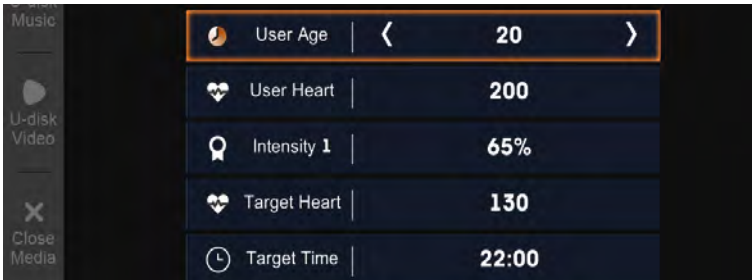 U-disk
Music
U-disk
Video
Close
Media
User Age 20
User Heart 200
Intensity 1 65%
Target Heart 130
Target Time 22:00